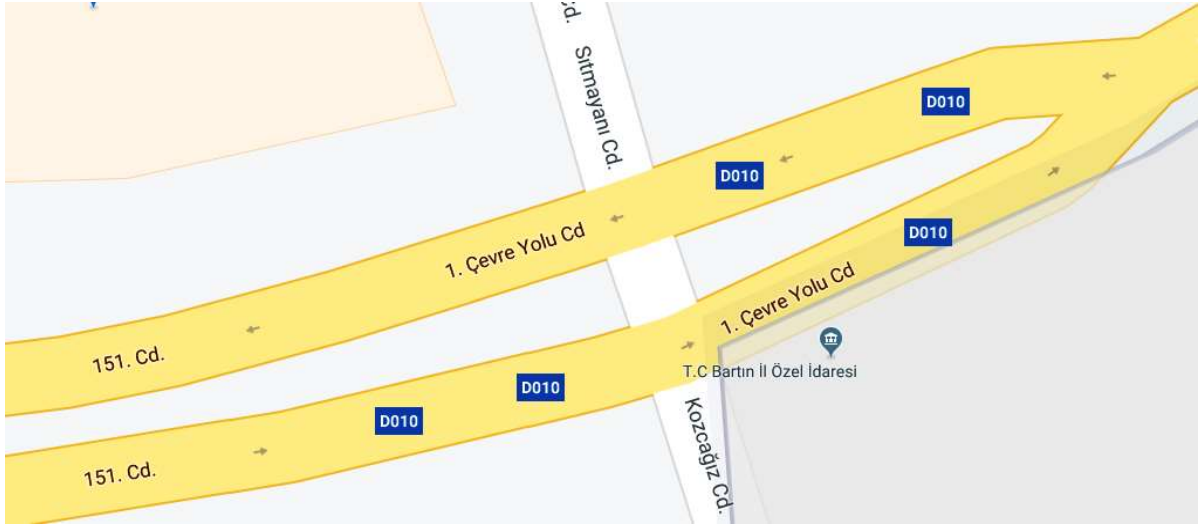 Cd.
Sıtmayanı Cd.
D010
D010
1. Çevre Yolu Cd
D010
1. Çevre Yolu Cd
151. Cd.
T.C Bartın İl Özel İdaresi
D010
D010
Kozcağız Cd.
151. Cd.